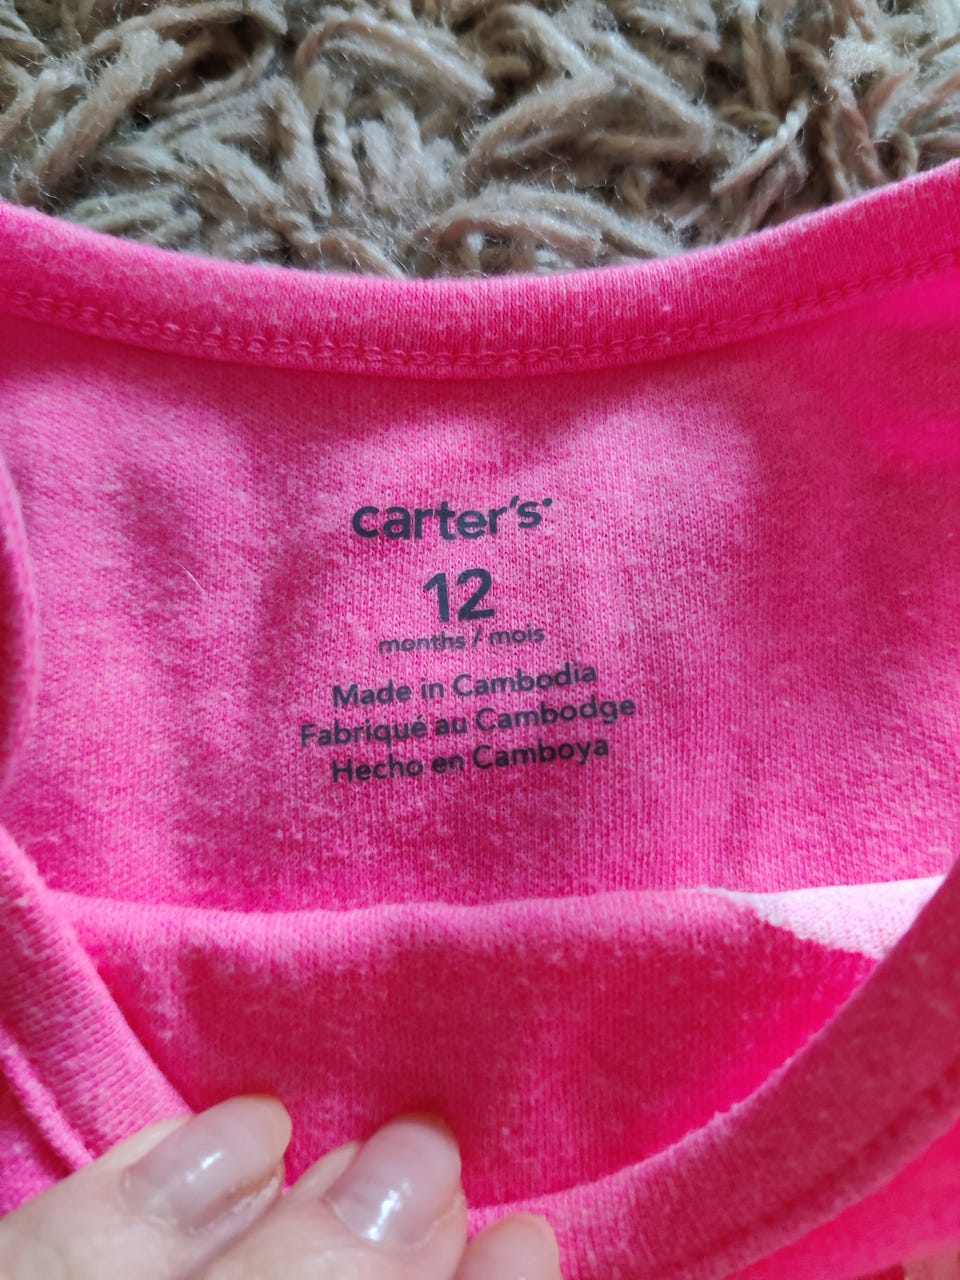 carter's
12
months / mois
Made in Cambodia
Fabriqué au Cambodge
Hecho en Camboya